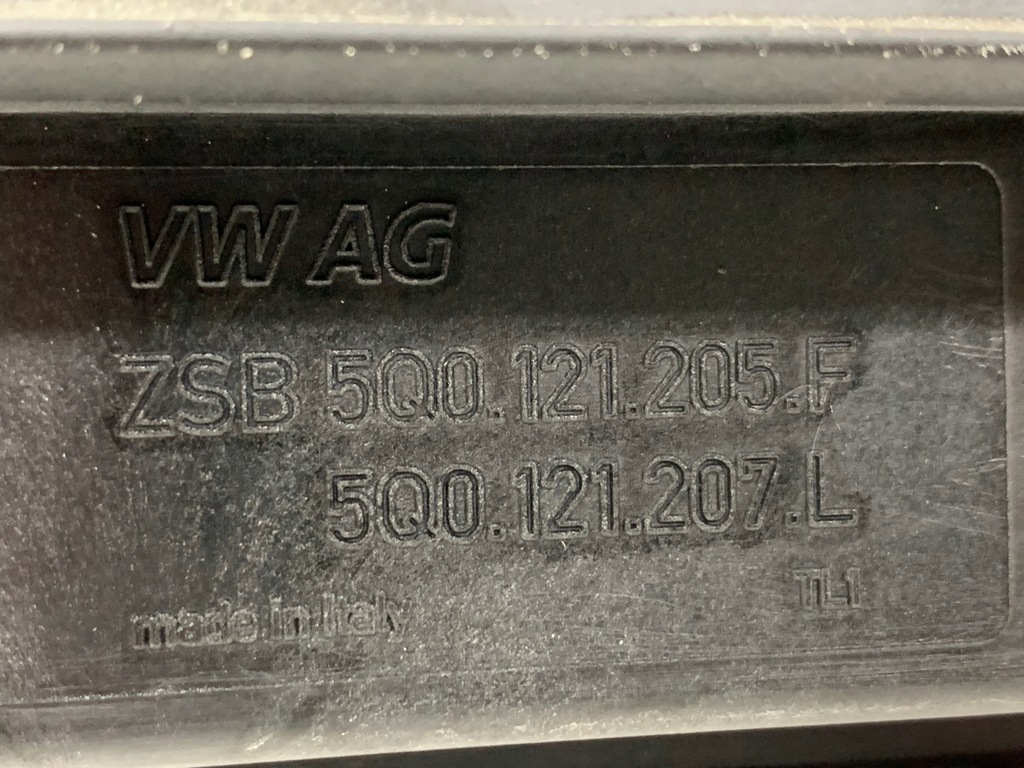 VW AG
ZSB 5Q0.121.205.F
5Q0.121.207.L
TL1
made in Italy